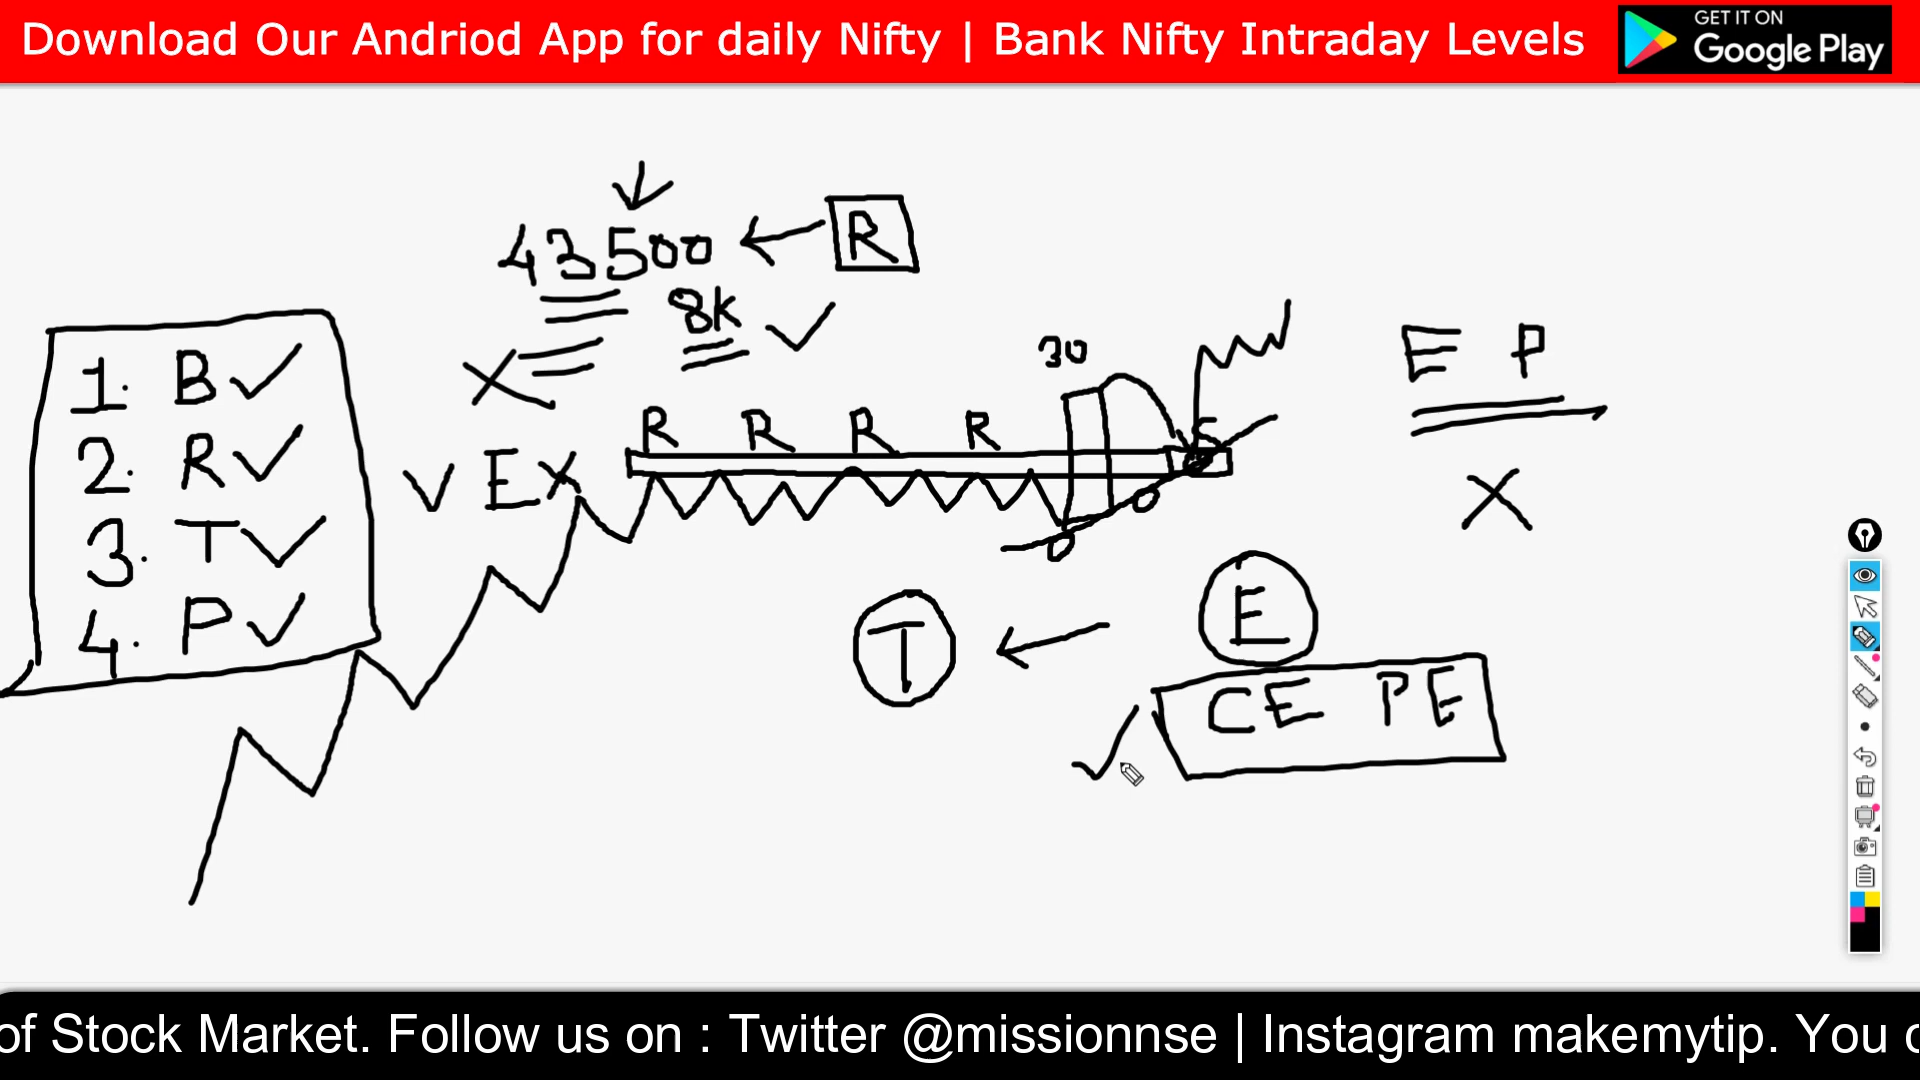 Download Our Andriod App for daily Nifty | Bank Nifty Intraday Levels
GET IT ON
Google Play
43500
R
8K
1. B
2. R
3. T
4. P
EX
R R R R
30
S
E P
T
E
CE PE
of Stock Market. Follow us on : Twitter @missionnse | Instagram makemytip. You